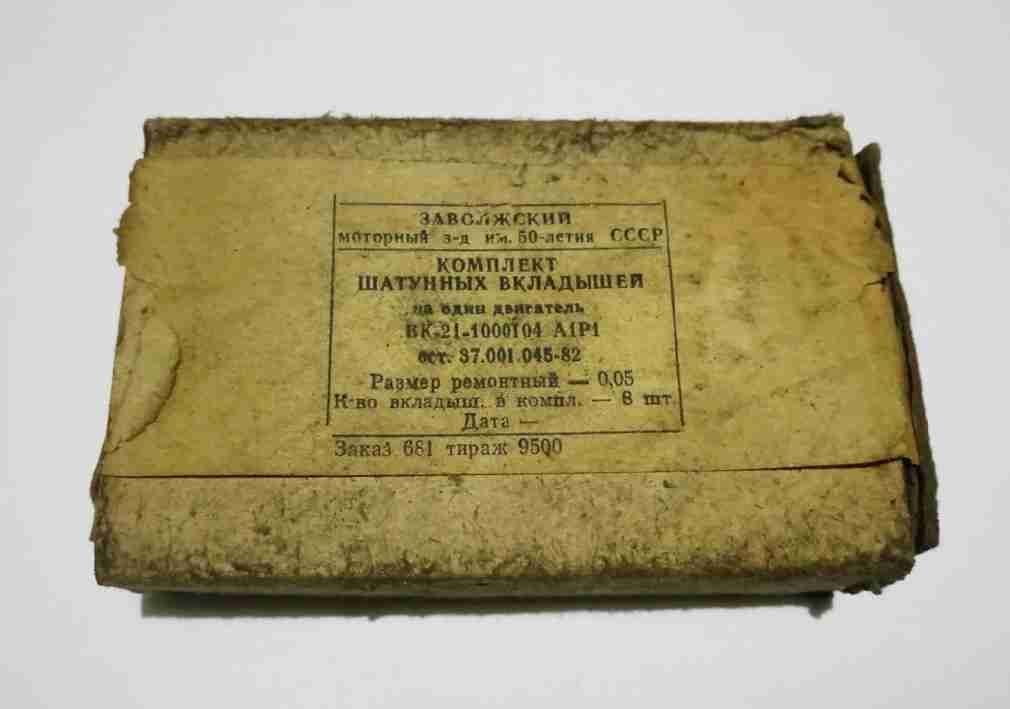 ЗАВОЛЖСКИЙ
моторный з-д им. 50-летия СССР
КОМПЛЕКТ
ШАТУННЫХ ВКЛАДЫШЕЙ
на один двигатель
ВК-21-1000104 А1Р1
ост. 37.001.045-82
Размер ремонтный — 0,05
К-во вкладыш. в компл. — 8 шт.
Дата —
Заказ 681 тираж 9500